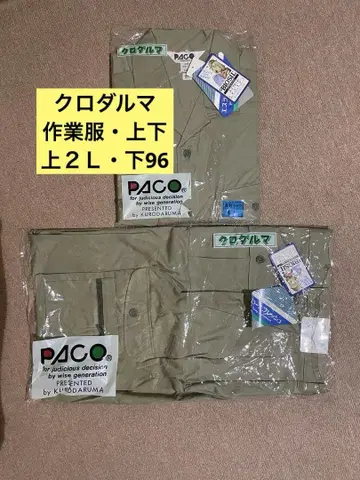 クロダルマ
PACO
クロダルマ
作業服・上下
上２Ｌ・下96
PACO®
for judicious decision
by wise generation
PRESENTED
by KURODARUMA
クロダルマ
PACO®
for judicious decision
by wise generation
PRESENTED
by KURODARUMA